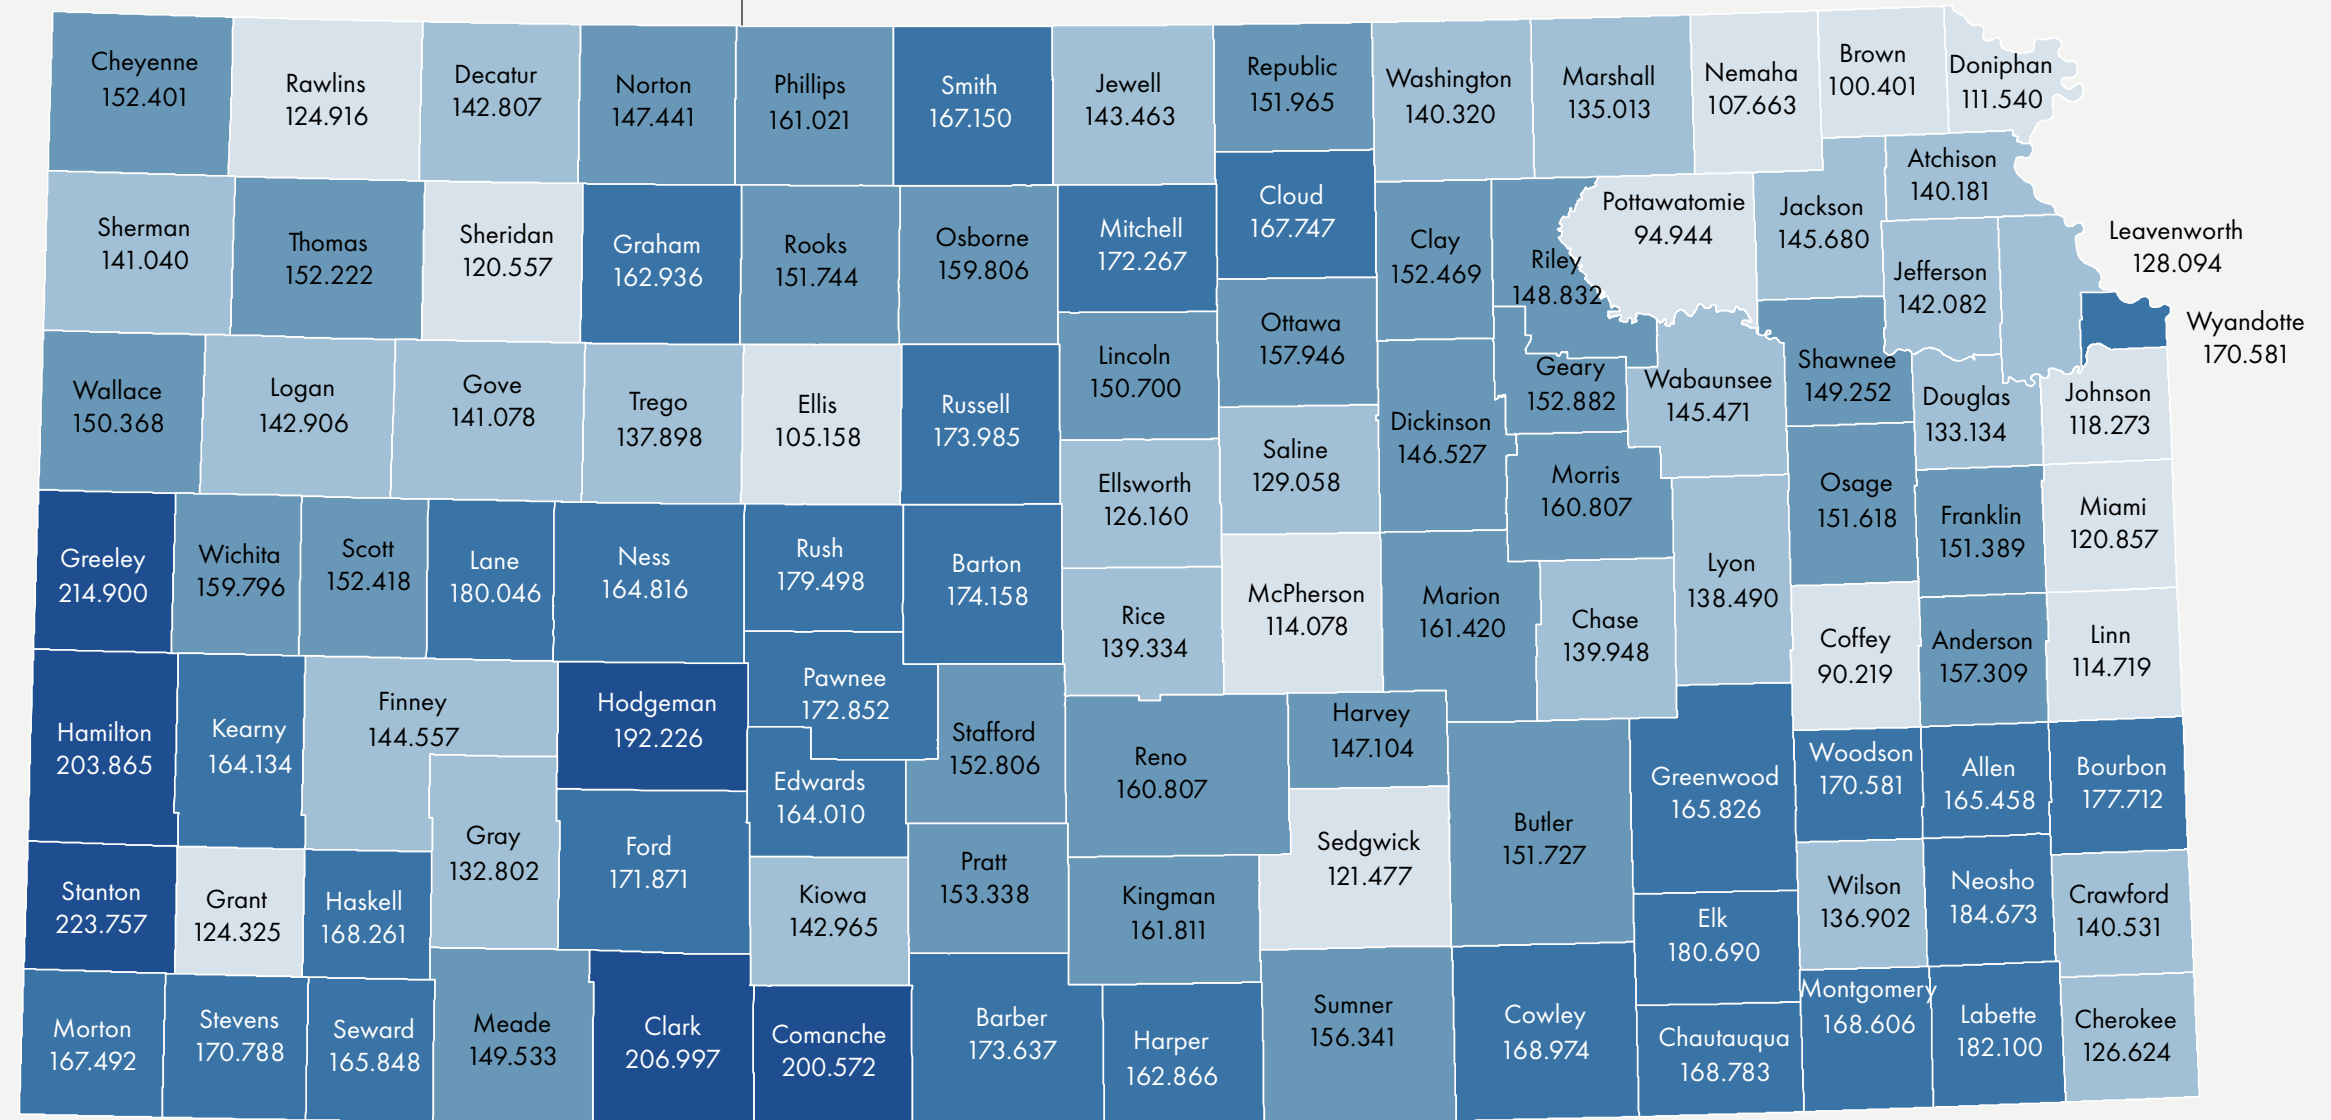 Cheyenne
152.401
Rawlins
124.916
Decatur
142.807
Norton
147.441
Phillips
161.021
Smith
167.150
Jewell
143.463
Republic
151.965
Washington
140.320
Marshall
135.013
Nemaha
107.663
Brown
100.401
Doniphan
111.540
Sherman
141.040
Thomas
152.222
Sheridan
120.557
Graham
162.936
Rooks
151.744
Osborne
159.806
Mitchell
172.267
Cloud
167.747
Clay
152.469
Riley
148.832
Pottawatomie
94.944
Jackson
145.680
Atchison
140.181
Jefferson
142.082
Leavenworth
128.094
Wyandotte
170.581
Wallace
150.368
Logan
142.906
Gove
141.078
Trego
137.898
Ellis
105.158
Russell
173.985
Lincoln
150.700
Ottawa
157.946
Dickinson
146.527
Geary
152.882
Wabaunsee
145.471
Shawnee
149.252
Douglas
133.134
Johnson
118.273
Ellsworth
126.160
Saline
129.058
Morris
160.807
Osage
151.618
Franklin
151.389
Miami
120.857
Greeley
214.900
Wichita
159.796
Scott
152.418
Lane
180.046
Ness
164.816
Rush
179.498
Barton
174.158
Rice
139.334
McPherson
114.078
Marion
161.420
Chase
139.948
Lyon
138.490
Coffey
90.219
Anderson
157.309
Linn
114.719
Hamilton
203.865
Kearny
164.134
Finney
144.557
Hodgeman
192.226
Pawnee
172.852
Stafford
152.806
Reno
160.807
Harvey
147.104
Edwards
164.010
Gray
132.802
Ford
171.871
Sedgwick
121.477
Butler
151.727
Greenwood
165.826
Woodson
170.581
Allen
165.458
Bourbon
177.712
Stanton
223.757
Grant
124.325
Haskell
168.261
Kiowa
142.965
Pratt
153.338
Kingman
161.811
Elk
180.690
Wilson
136.902
Neosho
184.673
Crawford
140.531
Morton
167.492
Stevens
170.788
Seward
165.848
Meade
149.533
Clark
206.997
Comanche
200.572
Barber
173.637
Harper
162.866
Sumner
156.341
Cowley
168.974
Chautauqua
168.783
Montgomery
168.606
Labette
182.100
Cherokee
126.624